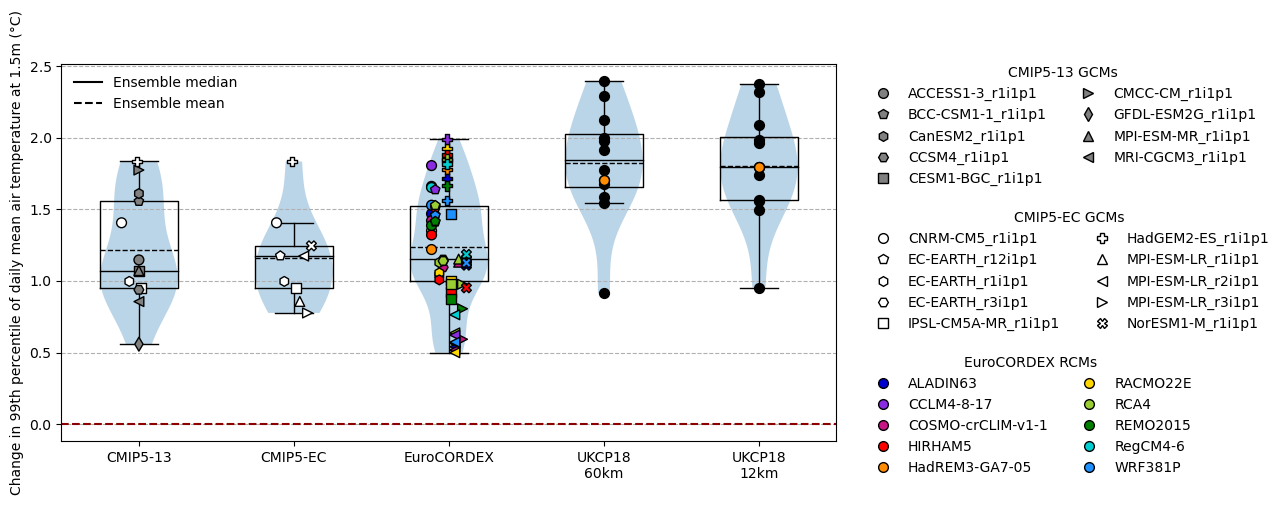 Change in 99th percentile of daily mean air temperature at 1.5m (°C)
2.5
2.0
1.5
1.0
0.5
0.0
Ensemble median
Ensemble mean
CMIP5-13
CMIP5-EC
EuroCORDEX
UKCP18
60km
UKCP18
12km
CMIP5-13 GCMs
ACCESS1-3_r1i1p1
BCC-CSM1-1_r1i1p1
CanESM2_r1i1p1
CCSM4_r1i1p1
CESM1-BGC_r1i1p1
CMCC-CM_r1i1p1
GFDL-ESM2G_r1i1p1
MPI-ESM-MR_r1i1p1
MRI-CGCM3_r1i1p1
CMIP5-EC GCMs
CNRM-CM5_r1i1p1
EC-EARTH_r12i1p1
EC-EARTH_r1i1p1
EC-EARTH_r3i1p1
IPSL-CM5A-MR_r1i1p1
HadGEM2-ES_r1i1p1
MPI-ESM-LR_r1i1p1
MPI-ESM-LR_r2i1p1
MPI-ESM-LR_r3i1p1
NorESM1-M_r1i1p1
EuroCORDEX RCMs
ALADIN63
CCLM4-8-17
COSMO-crCLIM-v1-1
HIRHAM5
HadREM3-GA7-05
RACMO22E
RCA4
REMO2015
RegCM4-6
WRF381P